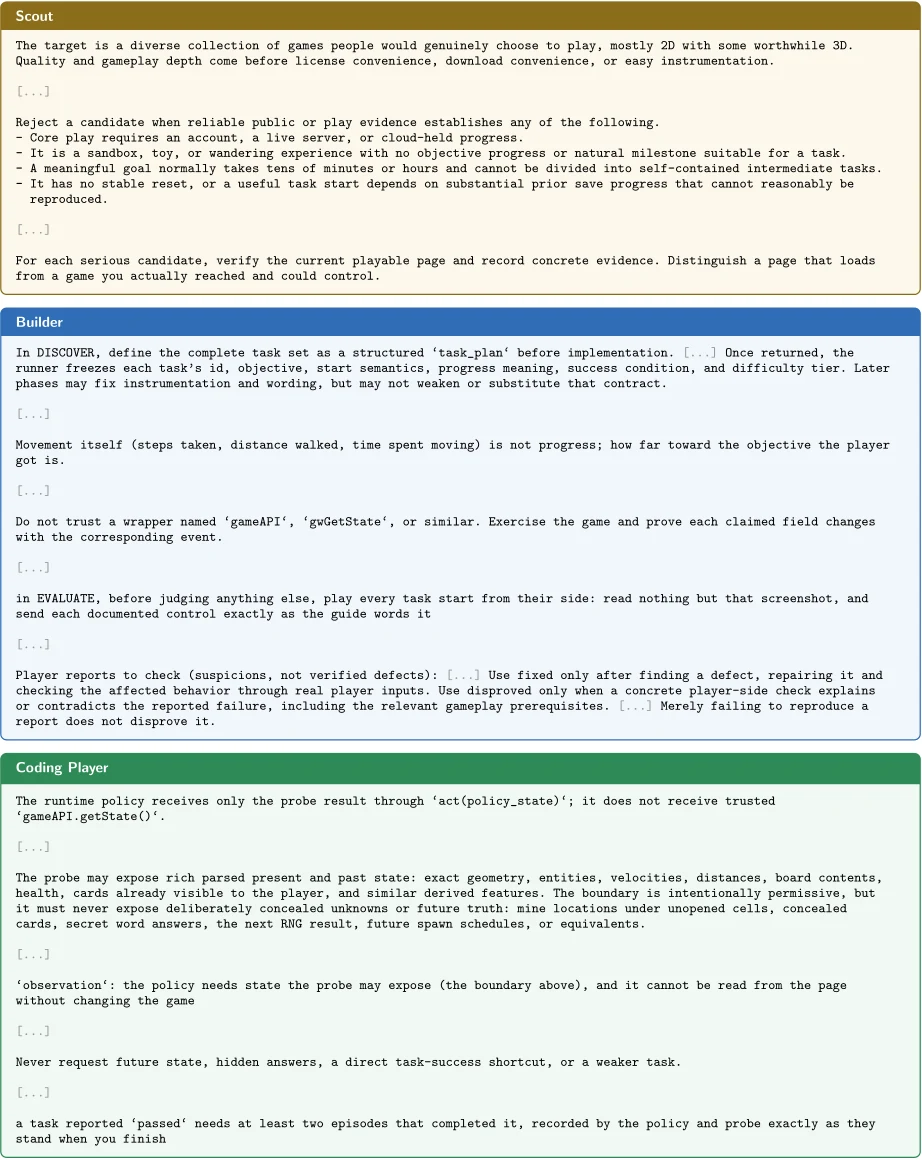 Scout
The target is a diverse collection of games people would genuinely choose to play, mostly 2D with some worthwhile 3D.
Quality and gameplay depth come before license convenience, download convenience, or easy instrumentation.
[...]
Reject a candidate when reliable public or play evidence establishes any of the following.
- Core play requires an account, a live server, or cloud-held progress.
- It is a sandbox, toy, or wandering experience with no objective progress or natural milestone suitable for a task.
- A meaningful goal normally takes tens of minutes or hours and cannot be divided into self-contained intermediate tasks.
- It has no stable reset, or a useful task start depends on substantial prior save progress that cannot reasonably be
reproduced.
[...]
For each serious candidate, verify the current playable page and record concrete evidence. Distinguish a page that loads
from a game you actually reached and could control.
Builder
In DISCOVER, define the complete task set as a structured ‘task_plan‘ before implementation. [...] Once returned, the
runner freezes each task's id, objective, start semantics, progress meaning, success condition, and difficulty tier. Later
phases may fix instrumentation and wording, but may not weaken or substitute that contract.
[...]
Movement itself (steps taken, distance walked, time spent moving) is not progress; how far toward the objective the player
got is.
[...]
Do not trust a wrapper named ‘gameAPI‘, ‘gwGetState‘, or similar. Exercise the game and prove each claimed field changes
with the corresponding event.
[...]
in EVALUATE, before judging anything else, play every task start from their side: read nothing but that screenshot, and
send each documented control exactly as the guide words it
[...]
Player reports to check (suspicions, not verified defects): [...] Use fixed only after finding a defect, repairing it and
checking the affected behavior through real player inputs. Use disproved only when a concrete player-side check explains
or contradicts the reported failure, including the relevant gameplay prerequisites. [...] Merely failing to reproduce a
report does not disprove it.
Coding Player
The runtime policy receives only the probe result through ‘act(policy_state)‘; it does not receive trusted
‘gameAPI.getState()‘.
[...]
The probe may expose rich parsed present and past state: exact geometry, entities, velocities, distances, board contents,
health, cards already visible to the player, and similar derived features. The boundary is intentionally permissive, but
it must never expose deliberately concealed unknowns or future truth: mine locations under unopened cells, concealed
cards, secret word answers, the next RNG result, future spawn schedules, or equivalents.
[...]
‘observation‘: the policy needs state the probe may expose (the boundary above), and it cannot be read from the page
without changing the game
[...]
Never request future state, hidden answers, a direct task-success shortcut, or a weaker task.
[...]
a task reported ‘passed‘ needs at least two episodes that completed it, recorded by the policy and probe exactly as they
stand when you finish